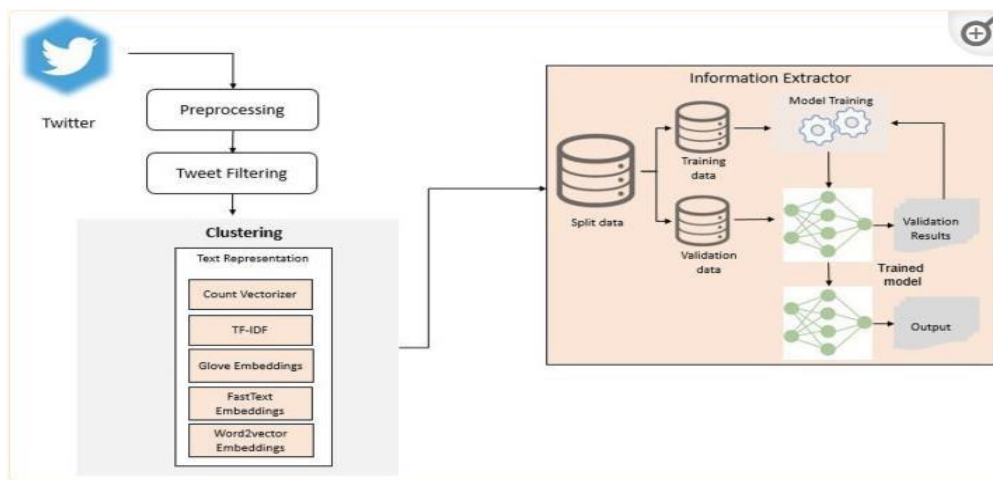 Twitter
Preprocessing
Tweet Filtering
Clustering
Text Representation
Count Vectorizer
TF-IDF
Glove Embeddings
FastText
Embeddings
Word2vector
Embeddings
Information Extractor
Model Training
Training
data
Split data
Validation
data
Validation
Results
Trained
model
Output